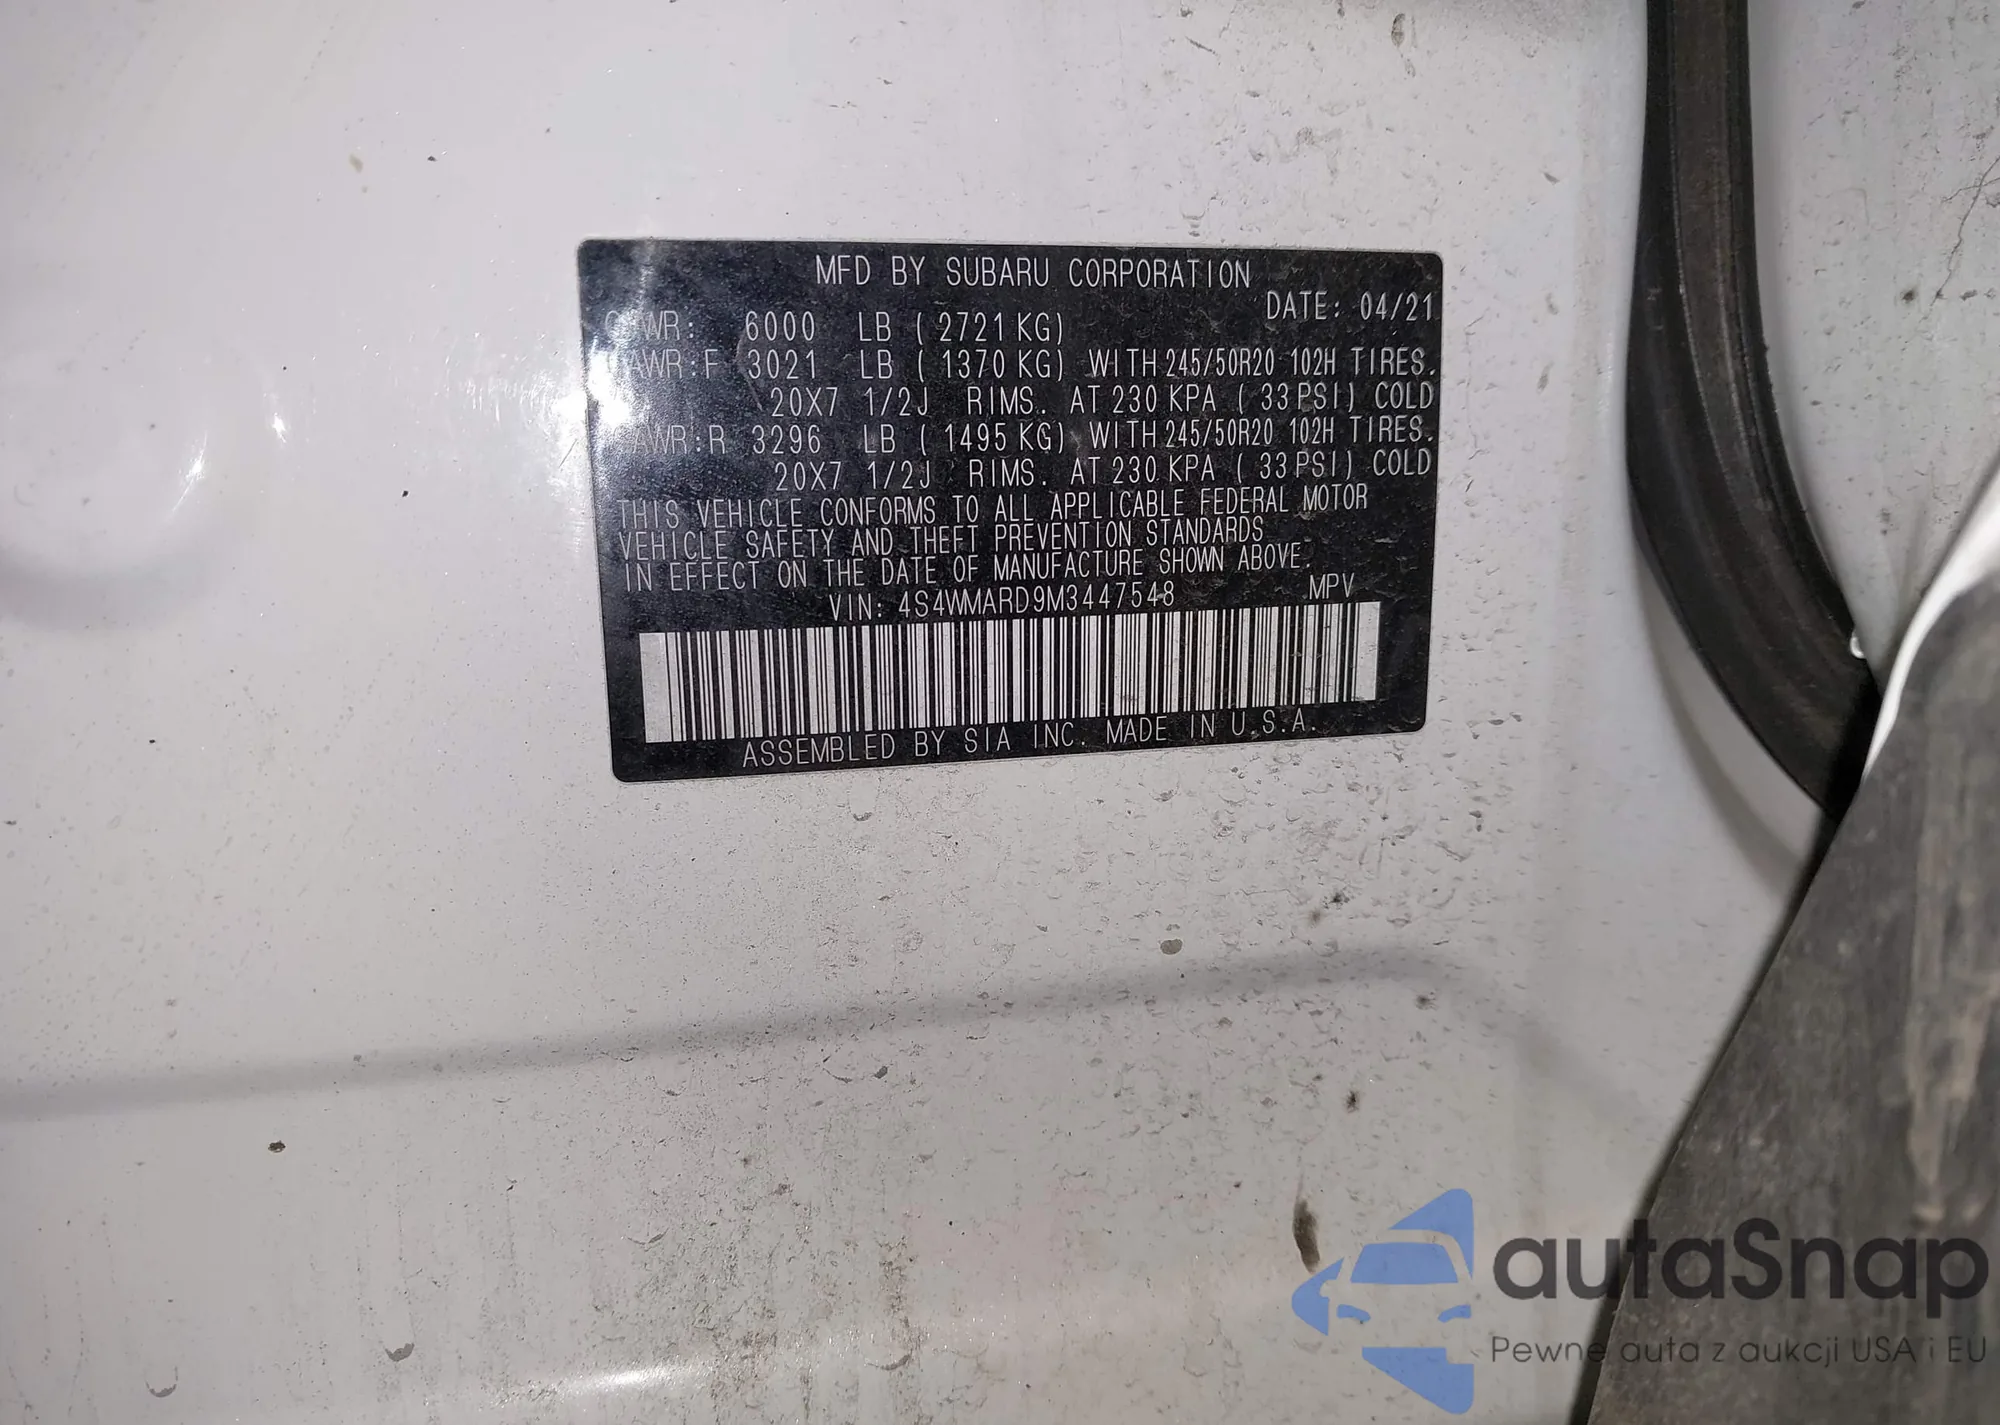 MFD BY SUBARU CORPORATION
DATE: 04/21
GVWR: 6000 LB ( 2721 KG)
GAWR:F 3021 LB ( 1370 KG) WITH 245/50R20 102H TIRES.
20X7 1/2J RIMS. AT 230 KPA ( 33 PSI) COLD
GAWR:R 3296 LB ( 1495 KG) WITH 245/50R20 102H TIRES.
20X7 1/2J RIMS. AT 230 KPA ( 33 PSI) COLD
THIS VEHICLE CONFORMS TO ALL APPLICABLE FEDERAL MOTOR
VEHICLE SAFETY AND THEFT PREVENTION STANDARDS
IN EFFECT ON THE DATE OF MANUFACTURE SHOWN ABOVE.
VIN: 4S4WMARD9M3447548 MPV
ASSEMBLED BY SIA INC. MADE IN U.S.A.
autaSnap
Pewne auta z aukcji USA i EU